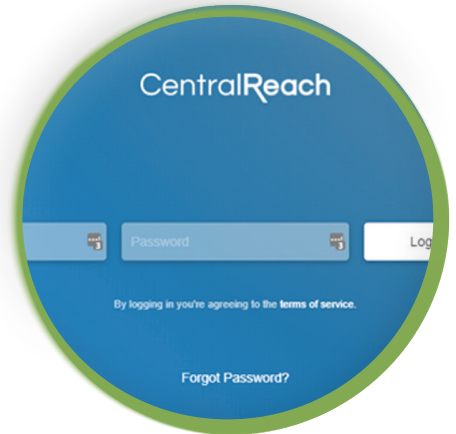 CentralReach
Password Log
By logging in you're agreeing to the terms of service.
Forgot Password?